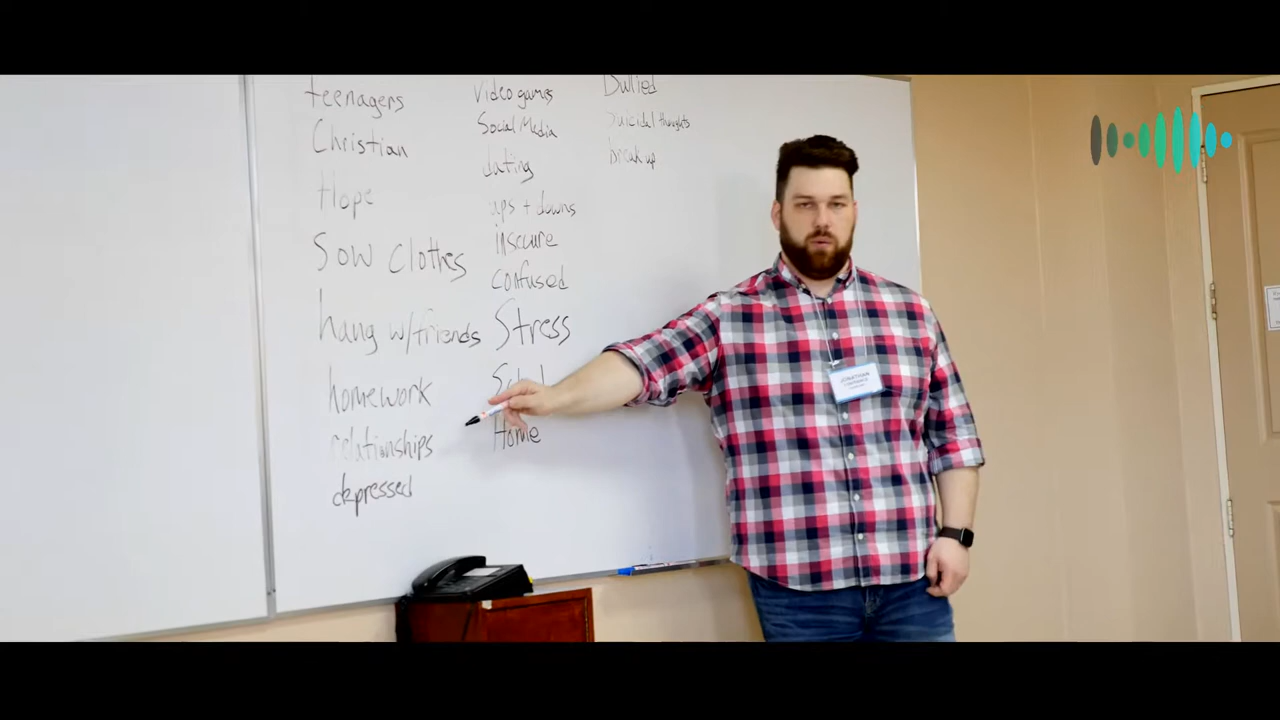 teenagers
Christian
Hope
Sow clothes
hang w/friends
homework
relationships
depressed
Video games
Social Media
dating
ups + downs
insecure
confused
Stress
Home
Bullied
Suicidal thoughts
break up
JONATHAN